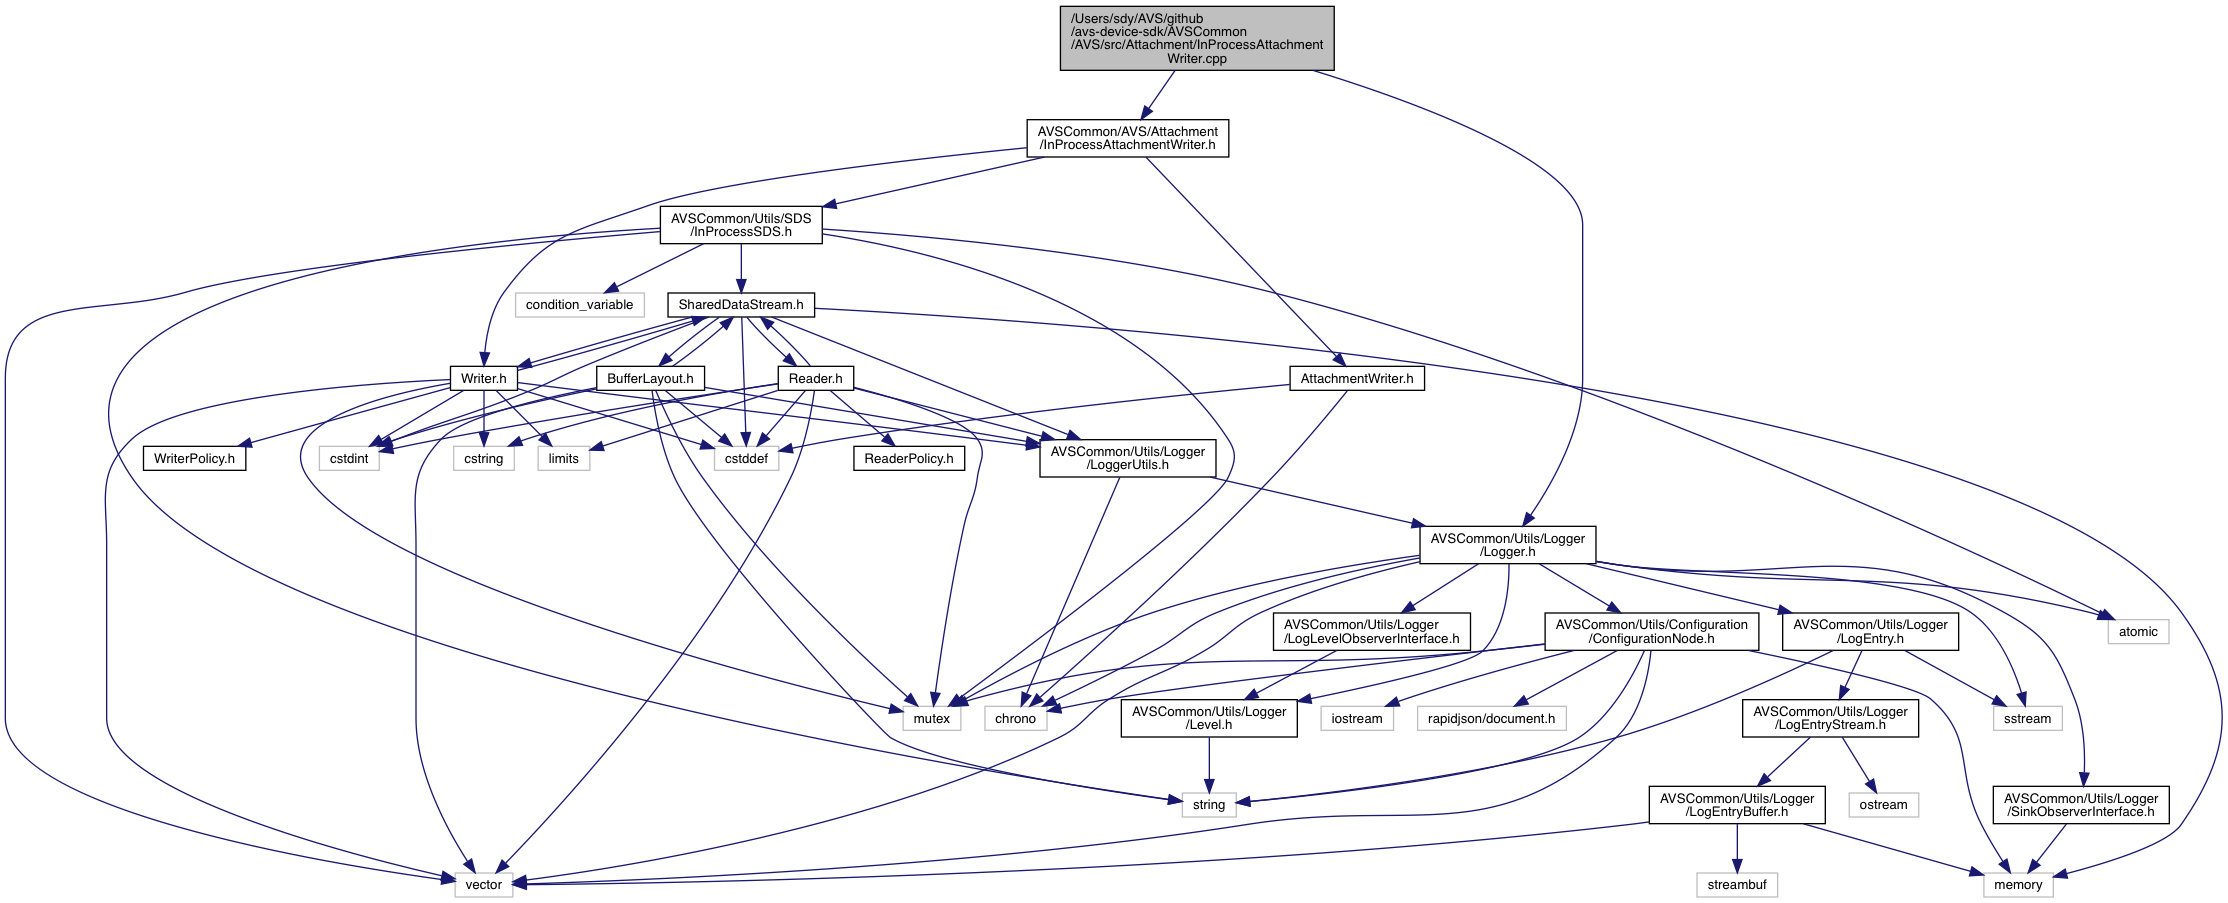 /Users/sdy/AVS/github
/avs-device-sdk/AVSCommon
/AVS/src/Attachment/InProcessAttachment
Writer.cpp
AVSCommon/AVS/Attachment
/InProcessAttachmentWriter.h
AVSCommon/Utils/SDS
/InProcessSDS.h
condition_variable
SharedDataStream.h
Writer.h
BufferLayout.h
Reader.h
AttachmentWriter.h
WriterPolicy.h
cstdint
cstring
limits
cstddef
ReaderPolicy.h
AVSCommon/Utils/Logger
/LoggerUtils.h
AVSCommon/Utils/Logger
/Logger.h
AVSCommon/Utils/Logger
/LogLevelObserverInterface.h
AVSCommon/Utils/Configuration
/ConfigurationNode.h
AVSCommon/Utils/Logger
/LogEntry.h
atomic
mutex
chrono
AVSCommon/Utils/Logger
/Level.h
iostream
rapidjson/document.h
AVSCommon/Utils/Logger
/LogEntryStream.h
sstream
string
AVSCommon/Utils/Logger
/LogEntryBuffer.h
ostream
AVSCommon/Utils/Logger
/SinkObserverInterface.h
vector
streambuf
memory